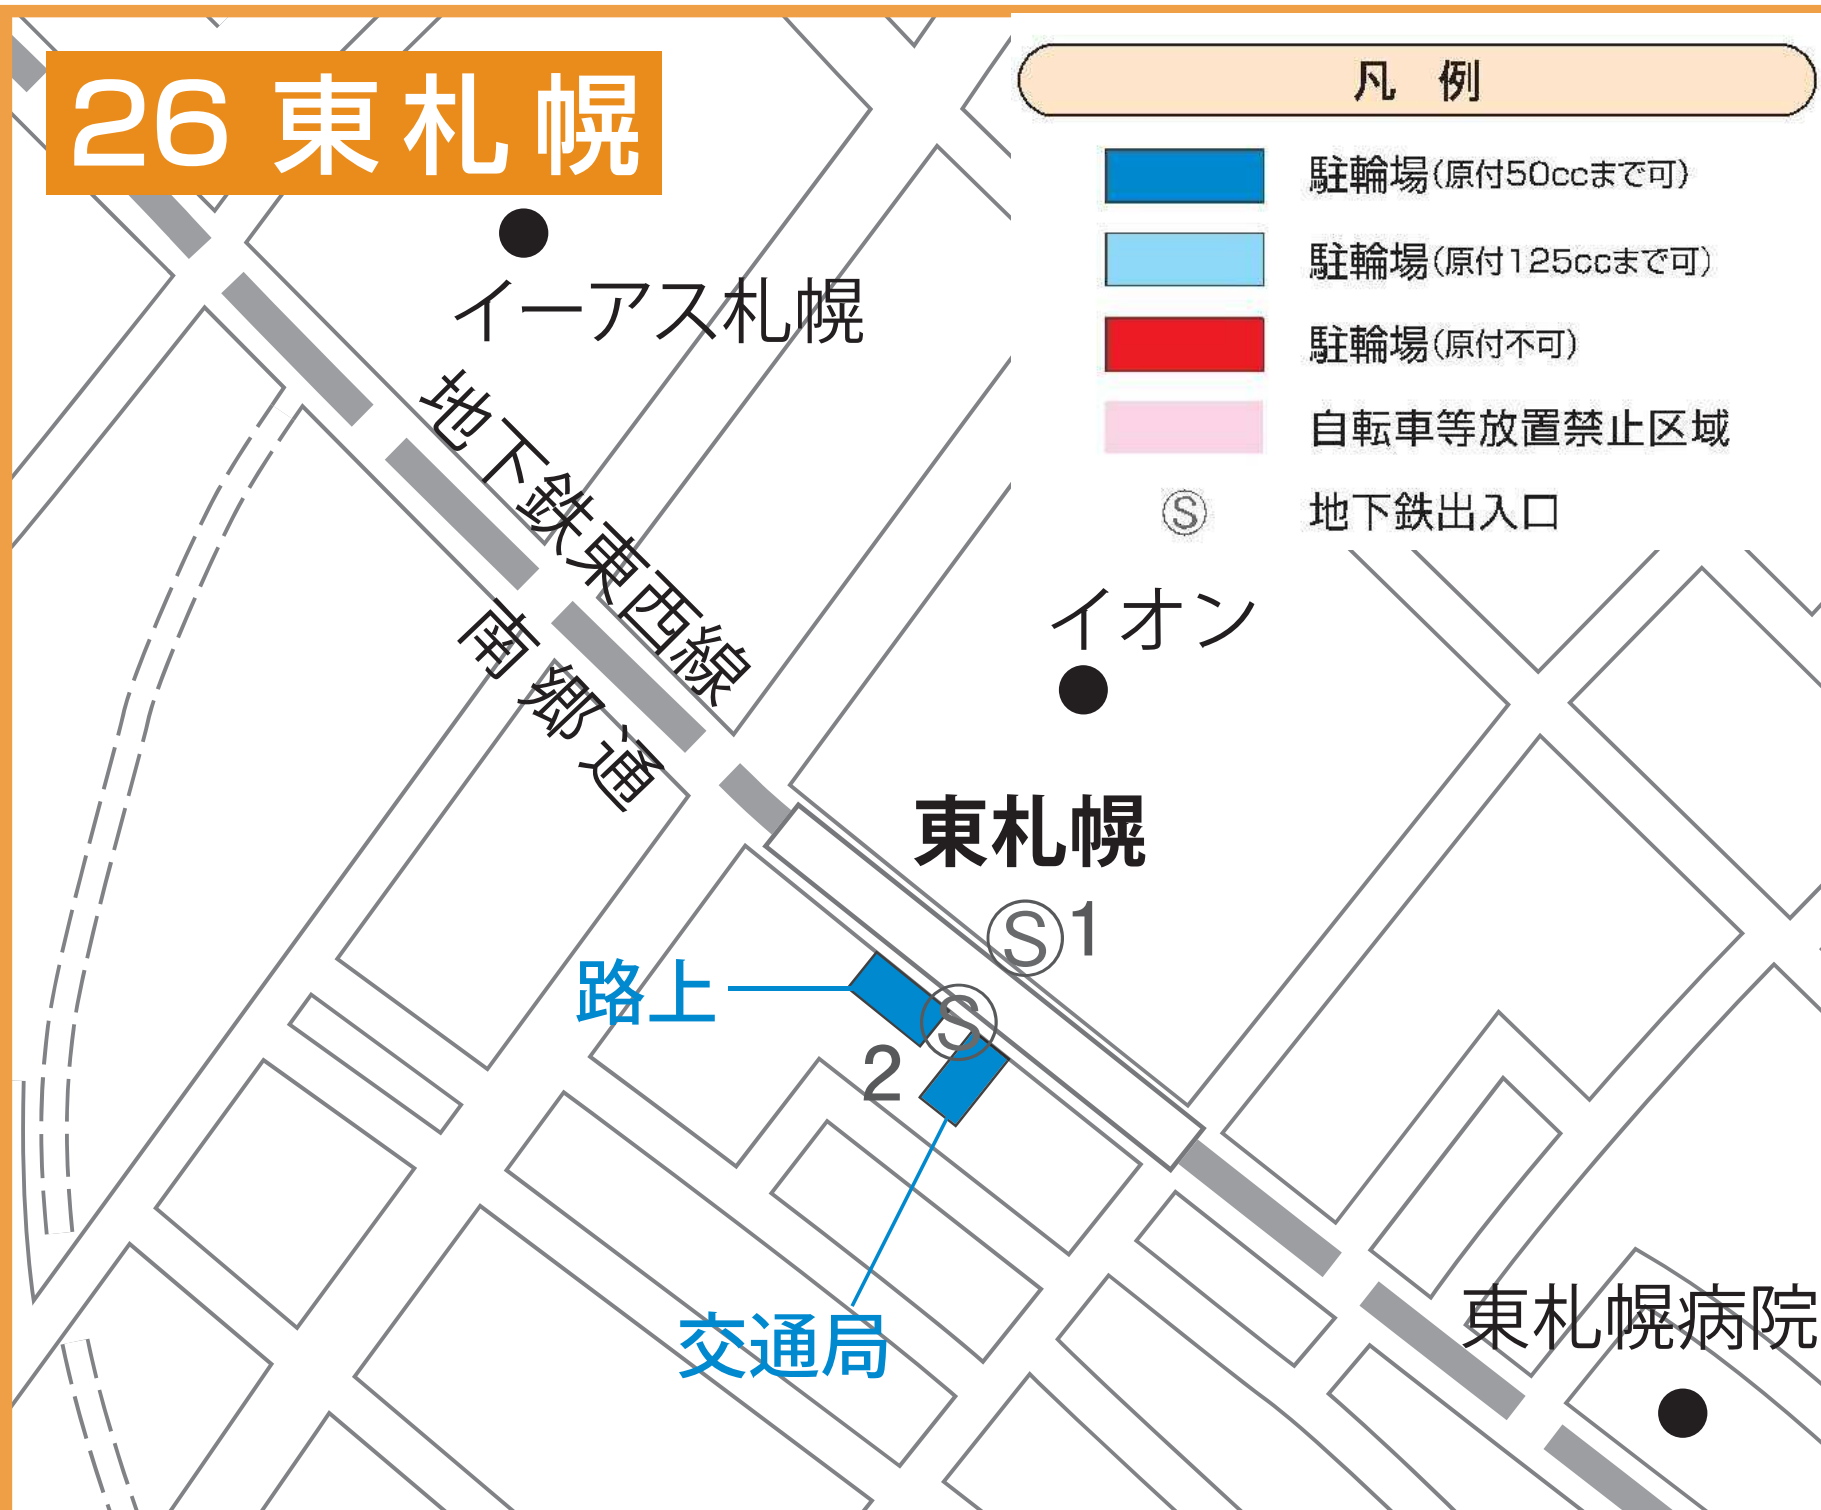 26 東札幌
凡 例
駐輪場(原付50ccまで可)
駐輪場(原付125ccまで可)
駐輪場(原付不可)
自転車等放置禁止区域
Ⓢ 地下鉄出入口
イーアス札幌
地下鉄東西線
南郷通
イオン
東札幌
Ⓢ1
路上
Ⓢ
2
交通局
東札幌病院